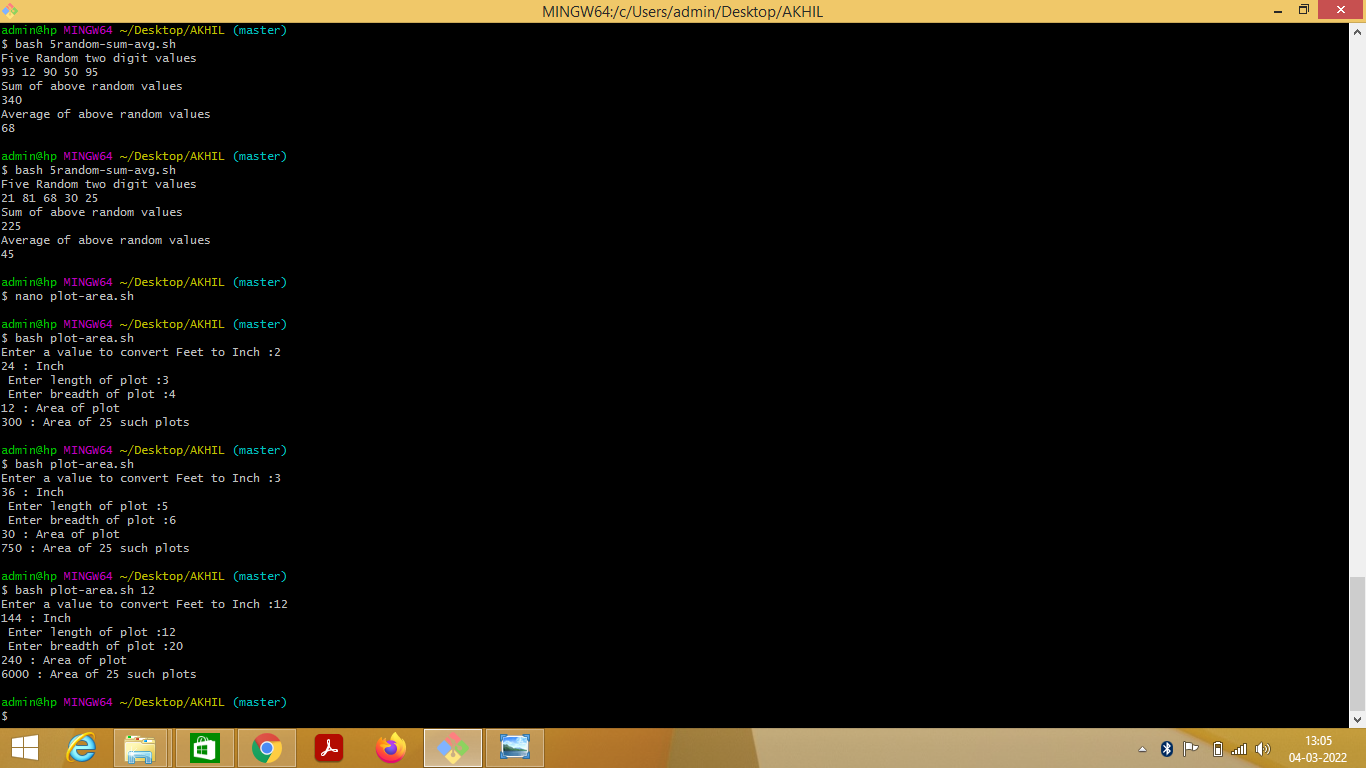 MINGW64:/c/Users/admin/Desktop/AKHIL
admin@hp MINGW64 ~/Desktop/AKHIL (master)
$ bash 5random-sum-avg.sh
Five Random two digit values
93 12 90 50 95
Sum of above random values
340
Average of above random values
68
admin@hp MINGW64 ~/Desktop/AKHIL (master)
$ bash 5random-sum-avg.sh
Five Random two digit values
21 81 68 30 25
Sum of above random values
225
Average of above random values
45
admin@hp MINGW64 ~/Desktop/AKHIL (master)
$ nano plot-area.sh
admin@hp MINGW64 ~/Desktop/AKHIL (master)
$ bash plot-area.sh
Enter a value to convert Feet to Inch :2
24 : Inch
 Enter length of plot :3
 Enter breadth of plot :4
12 : Area of plot
300 : Area of 25 such plots
admin@hp MINGW64 ~/Desktop/AKHIL (master)
$ bash plot-area.sh
Enter a value to convert Feet to Inch :3
36 : Inch
 Enter length of plot :5
 Enter breadth of plot :6
30 : Area of plot
750 : Area of 25 such plots
admin@hp MINGW64 ~/Desktop/AKHIL (master)
$ bash plot-area.sh 12
Enter a value to convert Feet to Inch :12
144 : Inch
 Enter length of plot :12
 Enter breadth of plot :20
240 : Area of plot
6000 : Area of 25 such plots
admin@hp MINGW64 ~/Desktop/AKHIL (master)
$
13:05
04-03-2022